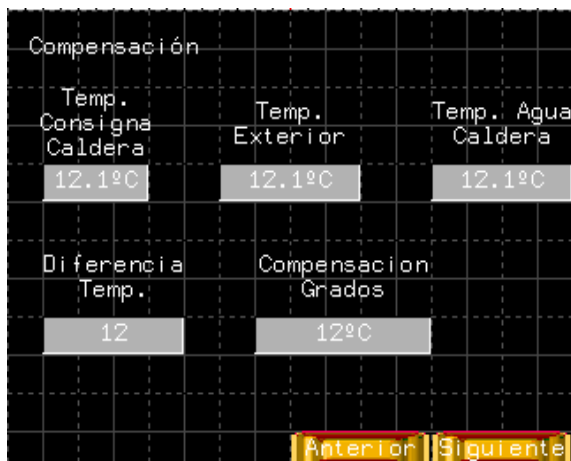 Compensación
Temp. Consigna Caldera
Temp. Exterior
Temp. Agua Caldera
12.1ºC
12.1ºC
12.1ºC
Diferencia Temp.
Compensacion Grados
12
12ºC
Anterior
Siguiente